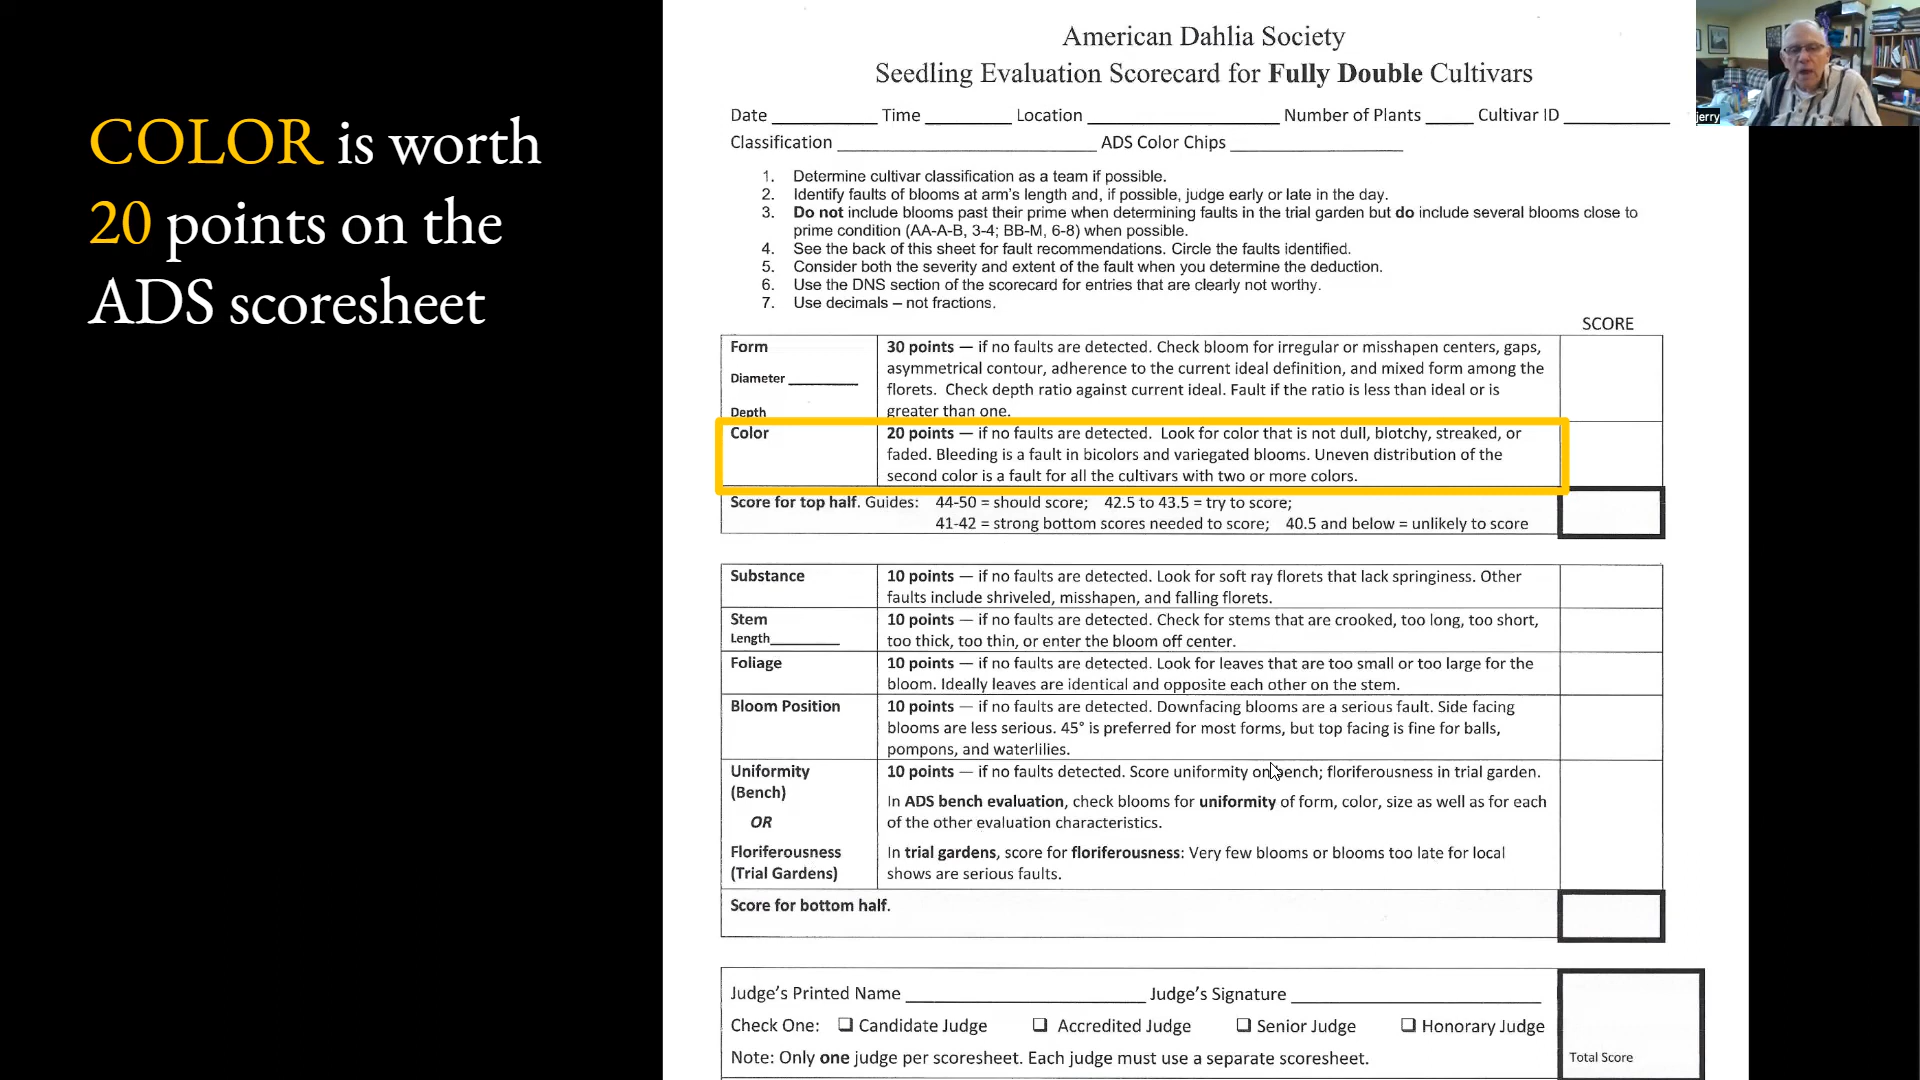 COLOR is worth
20 points on the
ADS scoresheet
American Dahlia Society
Seedling Evaluation Scorecard for Fully Double Cultivars
Date ____________ Time __________ Location ______________________ Number of Plants _____ Cultivar ID ____________
Classification ______________________________ ADS Color Chips ____________________
1. Determine cultivar classification as a team if possible.
2. Identify faults of blooms at arm's length and, if possible, judge early or late in the day.
3. Do not include blooms past their prime when determining faults in the trial garden but do include several blooms close to
prime condition (AA-A-B, 3-4; BB-M, 6-8) when possible.
4. See the back of this sheet for fault recommendations. Circle the faults identified.
5. Consider both the severity and extent of the fault when you determine the deduction.
6. Use the DNS section of the scorecard for entries that are clearly not worthy.
7. Use decimals – not fractions.
SCORE
Form
Diameter __________
Depth
30 points — if no faults are detected. Check bloom for irregular or misshapen centers, gaps,
asymmetrical contour, adherence to the current ideal definition, and mixed form among the
florets. Check depth ratio against current ideal. Fault if the ratio is less than ideal or is
greater than one.
Color
20 points — if no faults are detected. Look for color that is not dull, blotchy, streaked, or
faded. Bleeding is a fault in bicolors and variegated blooms. Uneven distribution of the
second color is a fault for all the cultivars with two or more colors.
Score for top half. Guides: 44-50 = should score; 42.5 to 43.5 = try to score;
41-42 = strong bottom scores needed to score; 40.5 and below = unlikely to score
Substance
10 points — if no faults are detected. Look for soft ray florets that lack springiness. Other
faults include shriveled, misshapen, and falling florets.
Stem
Length__________
10 points — if no faults are detected. Check for stems that are crooked, too long, too short,
too thick, too thin, or enter the bloom off center.
Foliage
10 points — if no faults are detected. Look for leaves that are too small or too large for the
bloom. Ideally leaves are identical and opposite each other on the stem.
Bloom Position
10 points — if no faults are detected. Downfacing blooms are a serious fault. Side facing
blooms are less serious. 45° is preferred for most forms, but top facing is fine for balls,
pompons, and waterlilies.
Uniformity
(Bench)
OR
Floriferousness
(Trial Gardens)
10 points — if no faults detected. Score uniformity on bench; floriferousness in trial garden.
In ADS bench evaluation, check blooms for uniformity of form, color, size as well as for each
of the other evaluation characteristics.
In trial gardens, score for floriferousness: Very few blooms or blooms too late for local
shows are serious faults.
Score for bottom half.
Judge's Printed Name ____________________________ Judge's Signature _____________________________
Check One: ❏ Candidate Judge ❏ Accredited Judge ❏ Senior Judge ❏ Honorary Judge
Note: Only one judge per scoresheet. Each judge must use a separate scoresheet.
Total Score
jerry